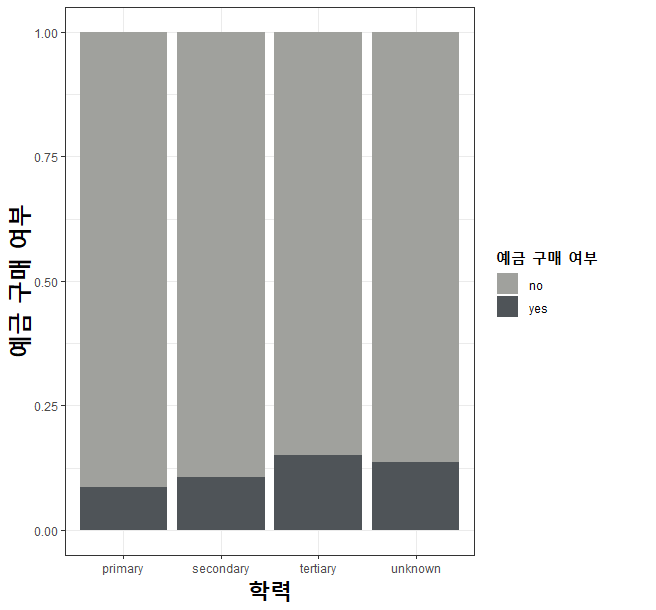 1.00
0.75
0.50
0.25
0.00
예금 구매 여부
primary secondary tertiary unknown
학력
예금 구매 여부
no
yes